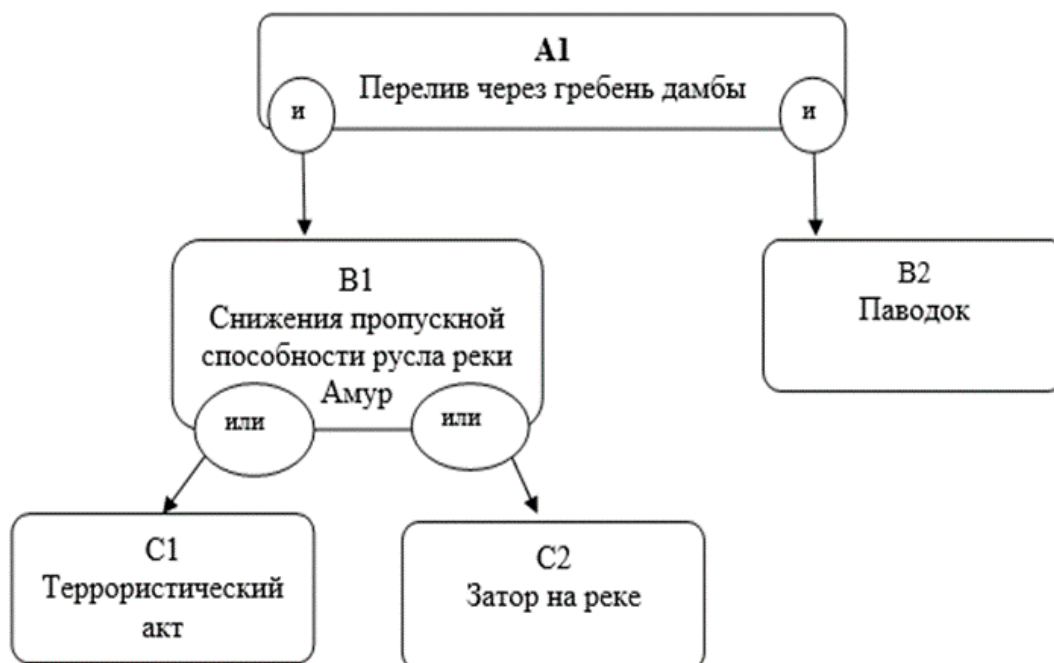 А1
Перелив через гребень дамбы
и
и
В1
Снижения пропускной
способности русла реки
Амур
или
или
В2
Паводок
С1
Террористический
акт
С2
Затор на реке